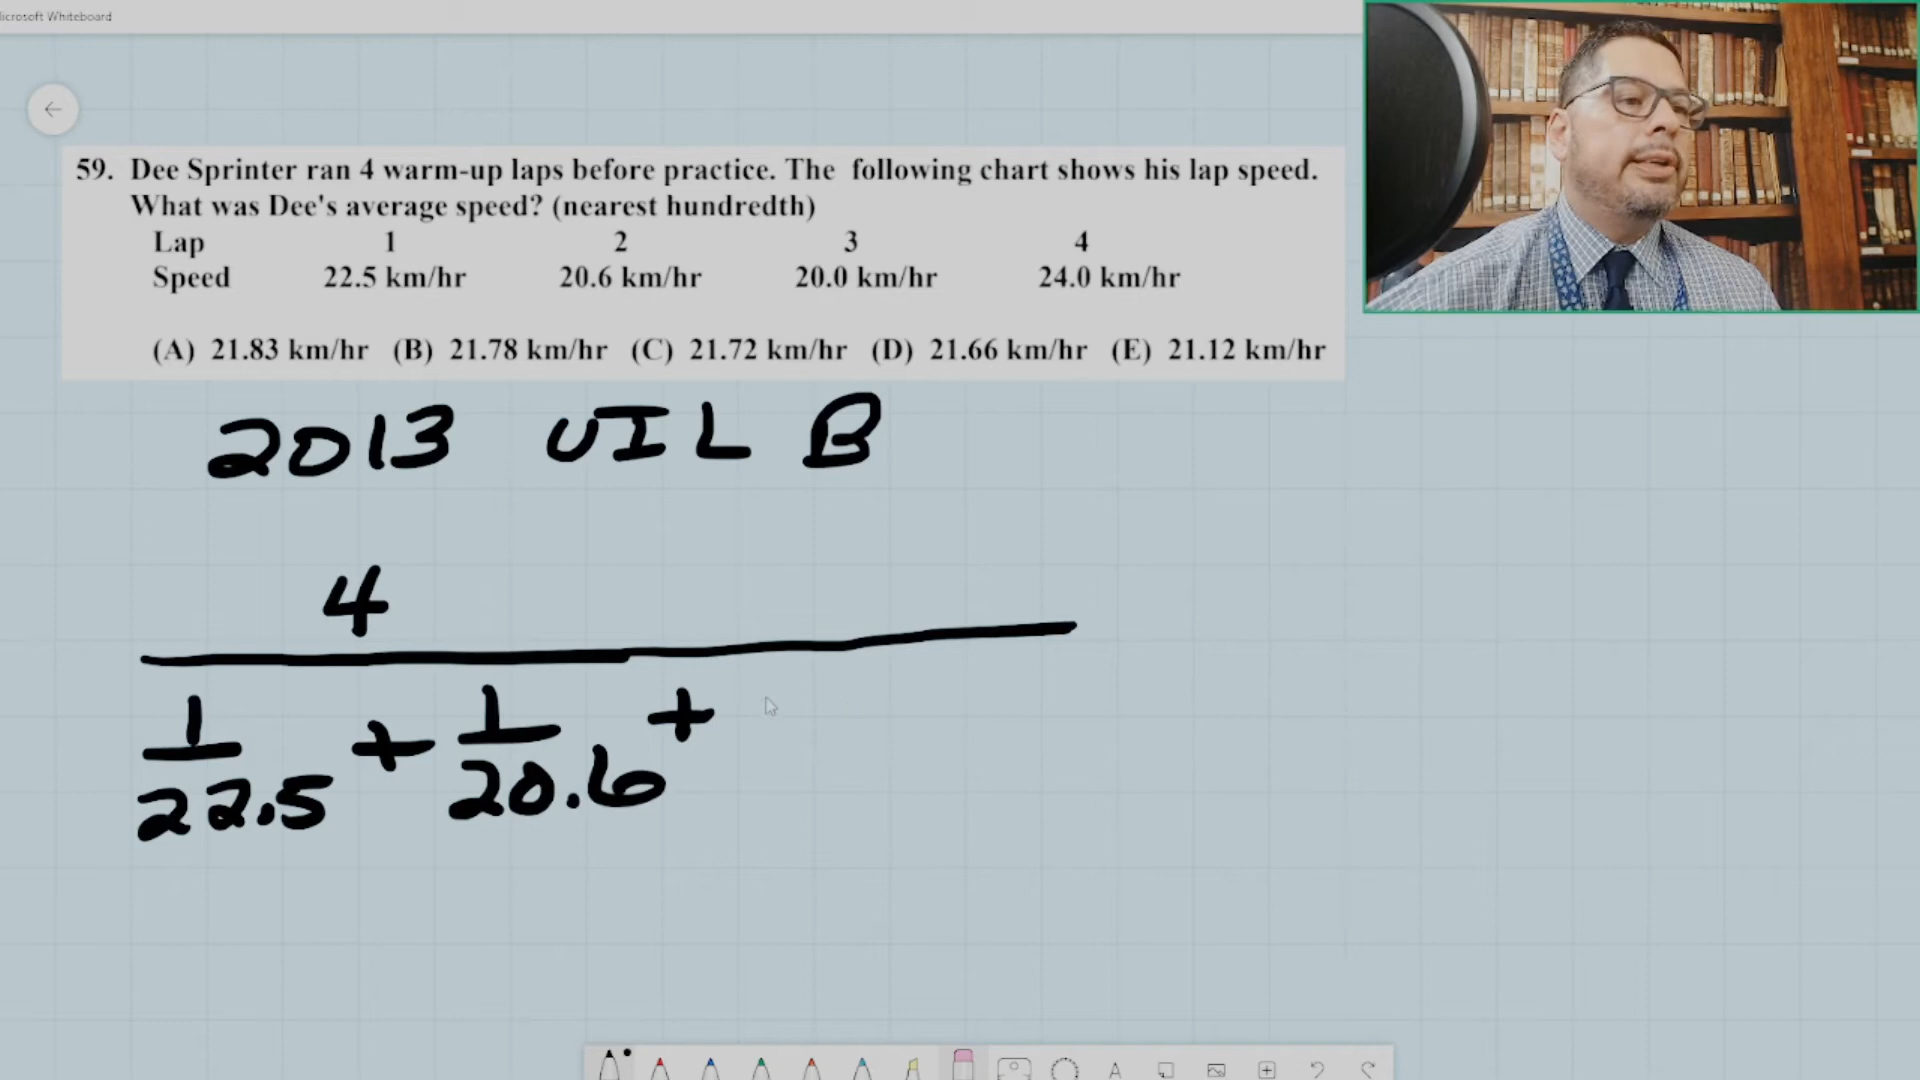 icrosoft Whiteboard
59. Dee Sprinter ran 4 warm-up laps before practice. The following chart shows his lap speed.
What was Dee's average speed? (nearest hundredth)
Lap 1 2 3 4
Speed 22.5 km/hr 20.6 km/hr 20.0 km/hr 24.0 km/hr
(A) 21.83 km/hr (B) 21.78 km/hr (C) 21.72 km/hr (D) 21.66 km/hr (E) 21.12 km/hr
2013 UIL B
4
1 + 1 +
22.5 20.6
A